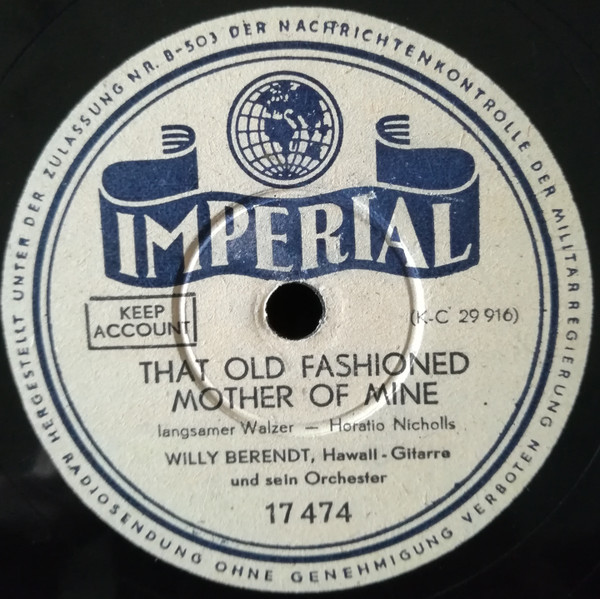 HERGESTELLT UNTER DER ZULASSUNG NR. B-503 DER NACHRICHTENKONTROLLE DER MILITÄRREGIERUNG
RADIOSENDUNG OHNE GENEHMIGUNG VERBOTEN
IMPERIAL
KEEP
ACCOUNT
(K-C 29 916)
THAT OLD FASHIONED
MOTHER OF MINE
langsamer Walzer — Horatio Nicholls
WILLY BERENDT, Hawaii-Gitarre
und sein Orchester
17 474